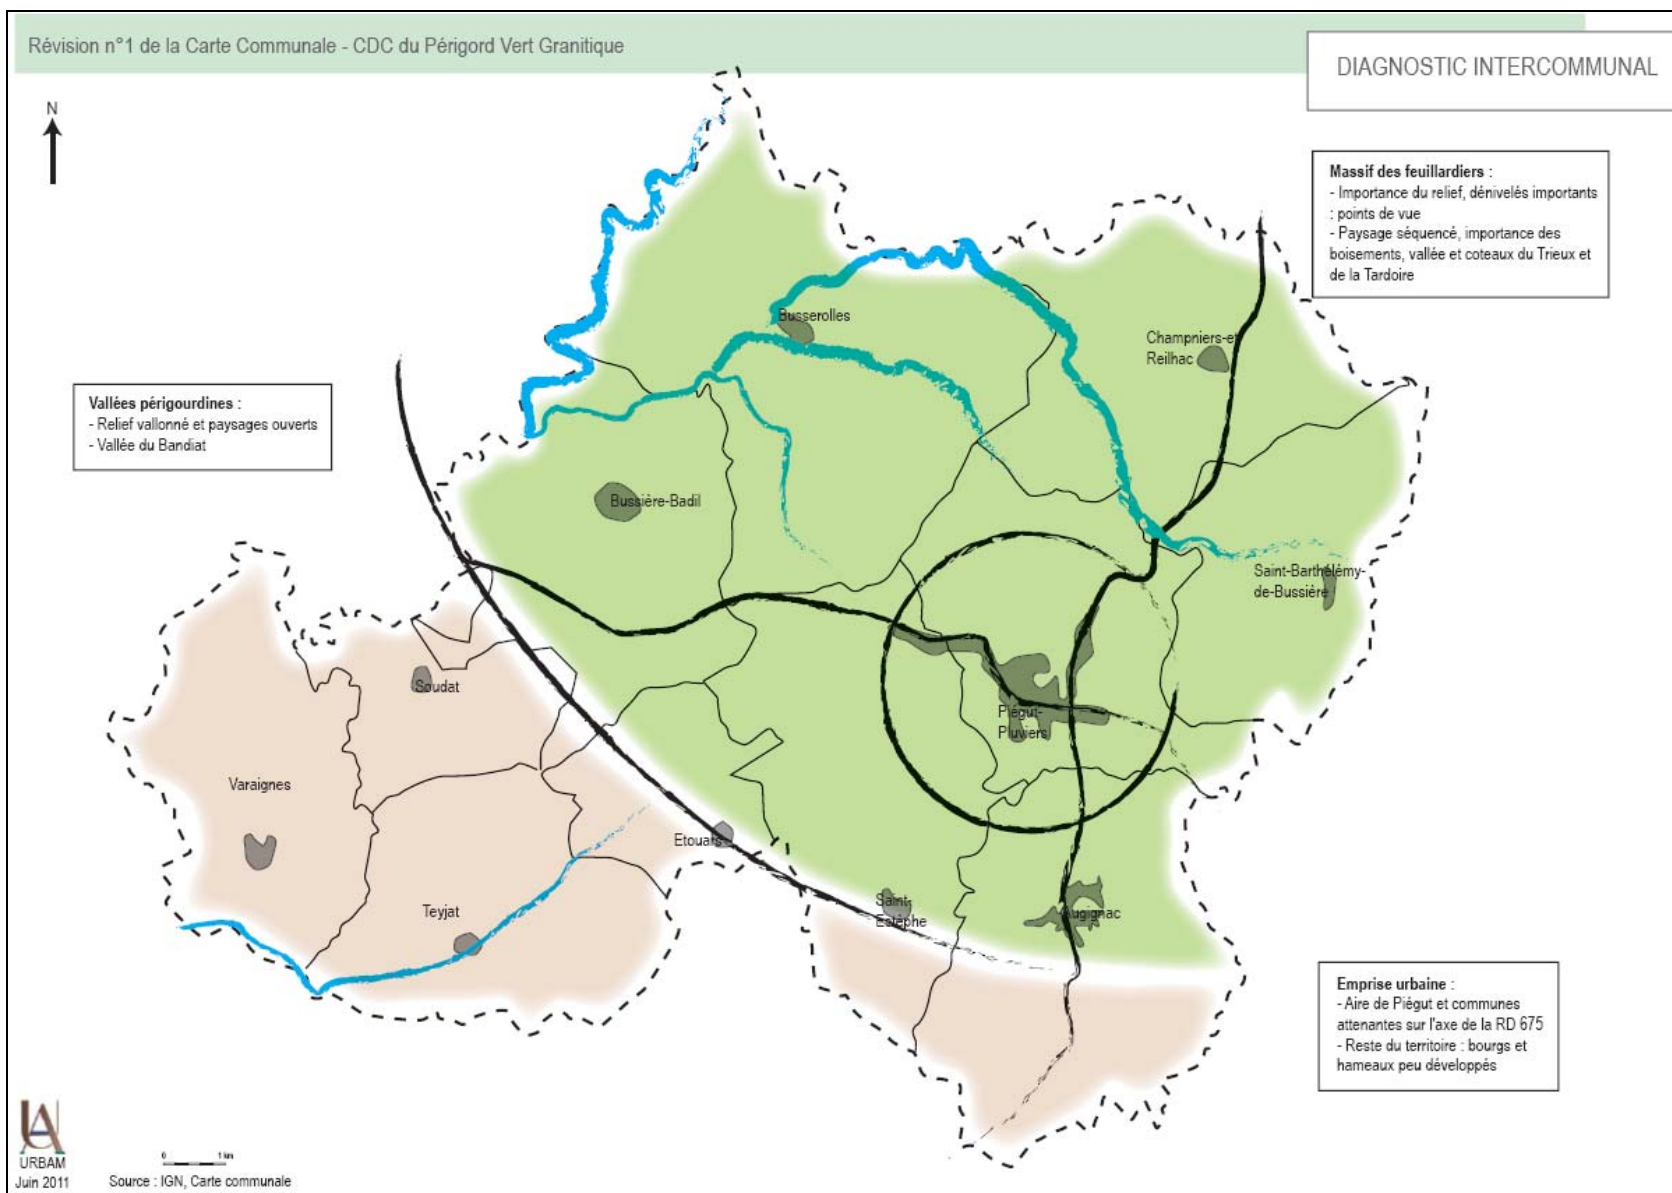 Révision n°1 de la Carte Communale - CDC du Périgord Vert Granitique
DIAGNOSTIC INTERCOMMUNAL
N
Massif des feuillardiers :
- Importance du relief, dénivelés importants
: points de vue
- Paysage séquencé, importance des
boisements, vallée et coteaux du Trieux et
de la Tardoire
Busserolles
Champniers-et
Reilhac
Vallées périgourdines :
- Relief vallonné et paysages ouverts
- Vallée du Bandiat
Bussière-Badil
Saint-Barthélémy-
de-Bussière
Soudat
Piégut-
Pluviers
Varaignes
Etouars
Teyjat
Saint-
Estèphe
Augignac
Emprise urbaine :
- Aire de Piégut et communes
attenantes sur l'axe de la RD 675
- Reste du territoire : bourgs et
hameaux peu développés
UA
URBAM
Juin 2011
0 1 km
Source : IGN, Carte communale